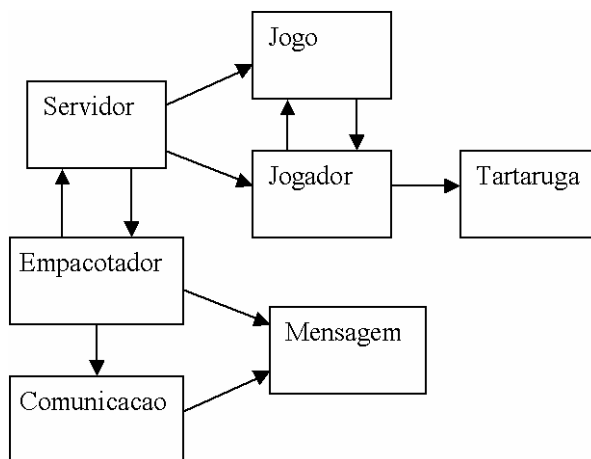 Jogo
Servidor
Jogador
Tartaruga
Empacotador
Mensagem
Comunicacao